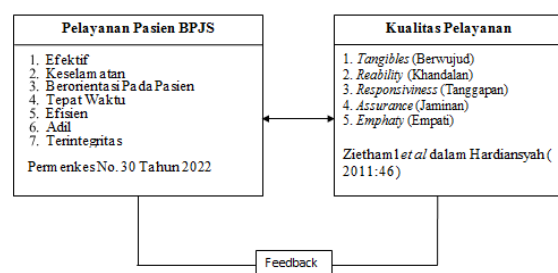 Pelayanan Pasien BPJS
1. Efektif
2. Keselamatan
3. Berorientasi Pada Pasien
4. Tepat Waktu
5. Efisien
6. Adil
7. Terintegritas
Permenkes No. 30 Tahun 2022
Kualitas Pelayanan
1. Tangibles (Berwujud)
2. Reability (Khandalan)
3. Responsiviness (Tanggapan)
4. Assurance (Jaminan)
5. Emphaty (Empati)
Zietham1 et al dalam Hardiansyah (
2011:46)
Feedback